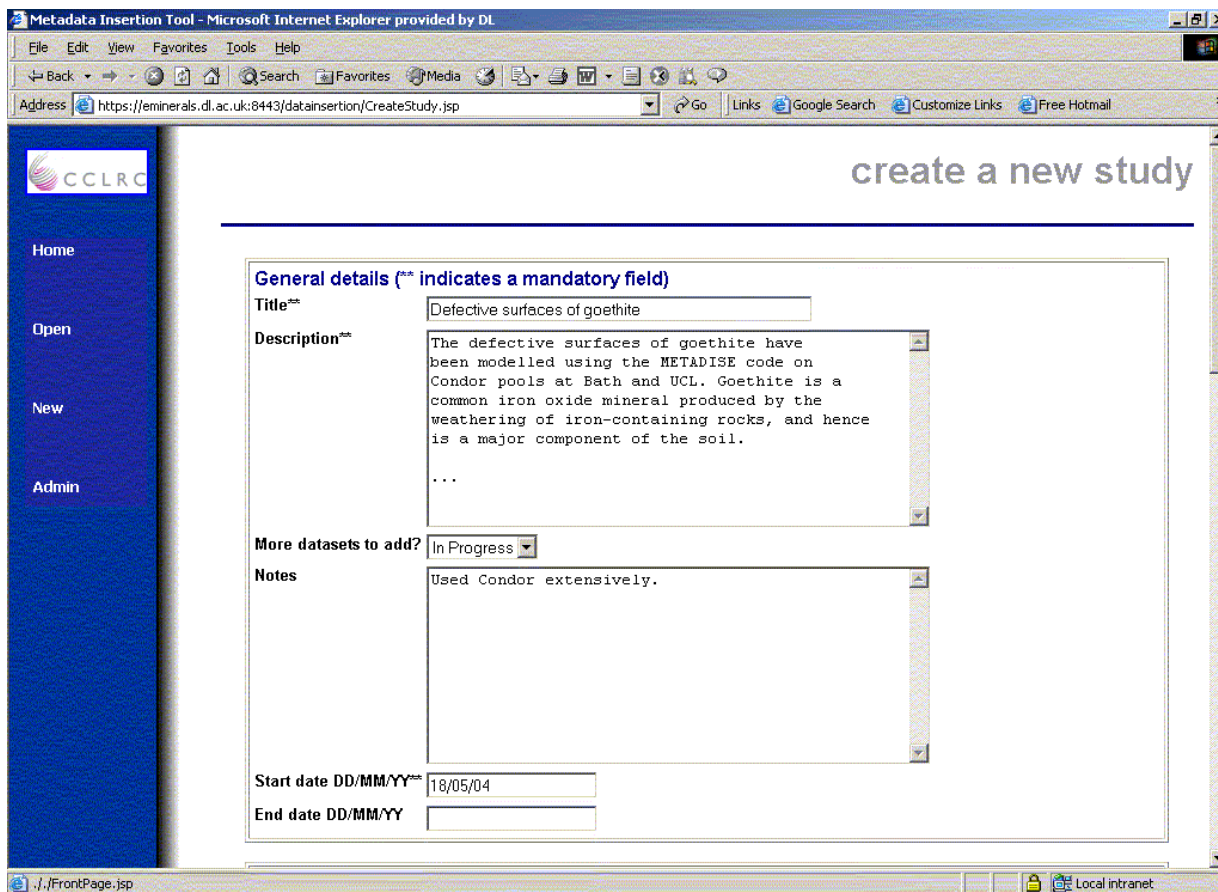 Metadata Insertion Tool - Microsoft Internet Explorer provided by DL
File Edit View Favorites Tools Help
Back Search Favorites Media
Address https://eminerals.dl.ac.uk:8443/datainsertion/CreateStudy.jsp Go Links Google Search Customize Links Free Hotmail
CCLRC
create a new study
Home
Open
New
Admin
General details (** indicates a mandatory field)
Title** Defective surfaces of goethite
Description** The defective surfaces of goethite have
been modelled using the METADISE code on
Condor pools at Bath and UCL. Goethite is a
common iron oxide mineral produced by the
weathering of iron-containing rocks, and hence
is a major component of the soil.
...
More datasets to add? In Progress
Notes Used Condor extensively.
Start date DD/MM/YY** 18/05/04
End date DD/MM/YY
././FrontPage.jsp Local intranet